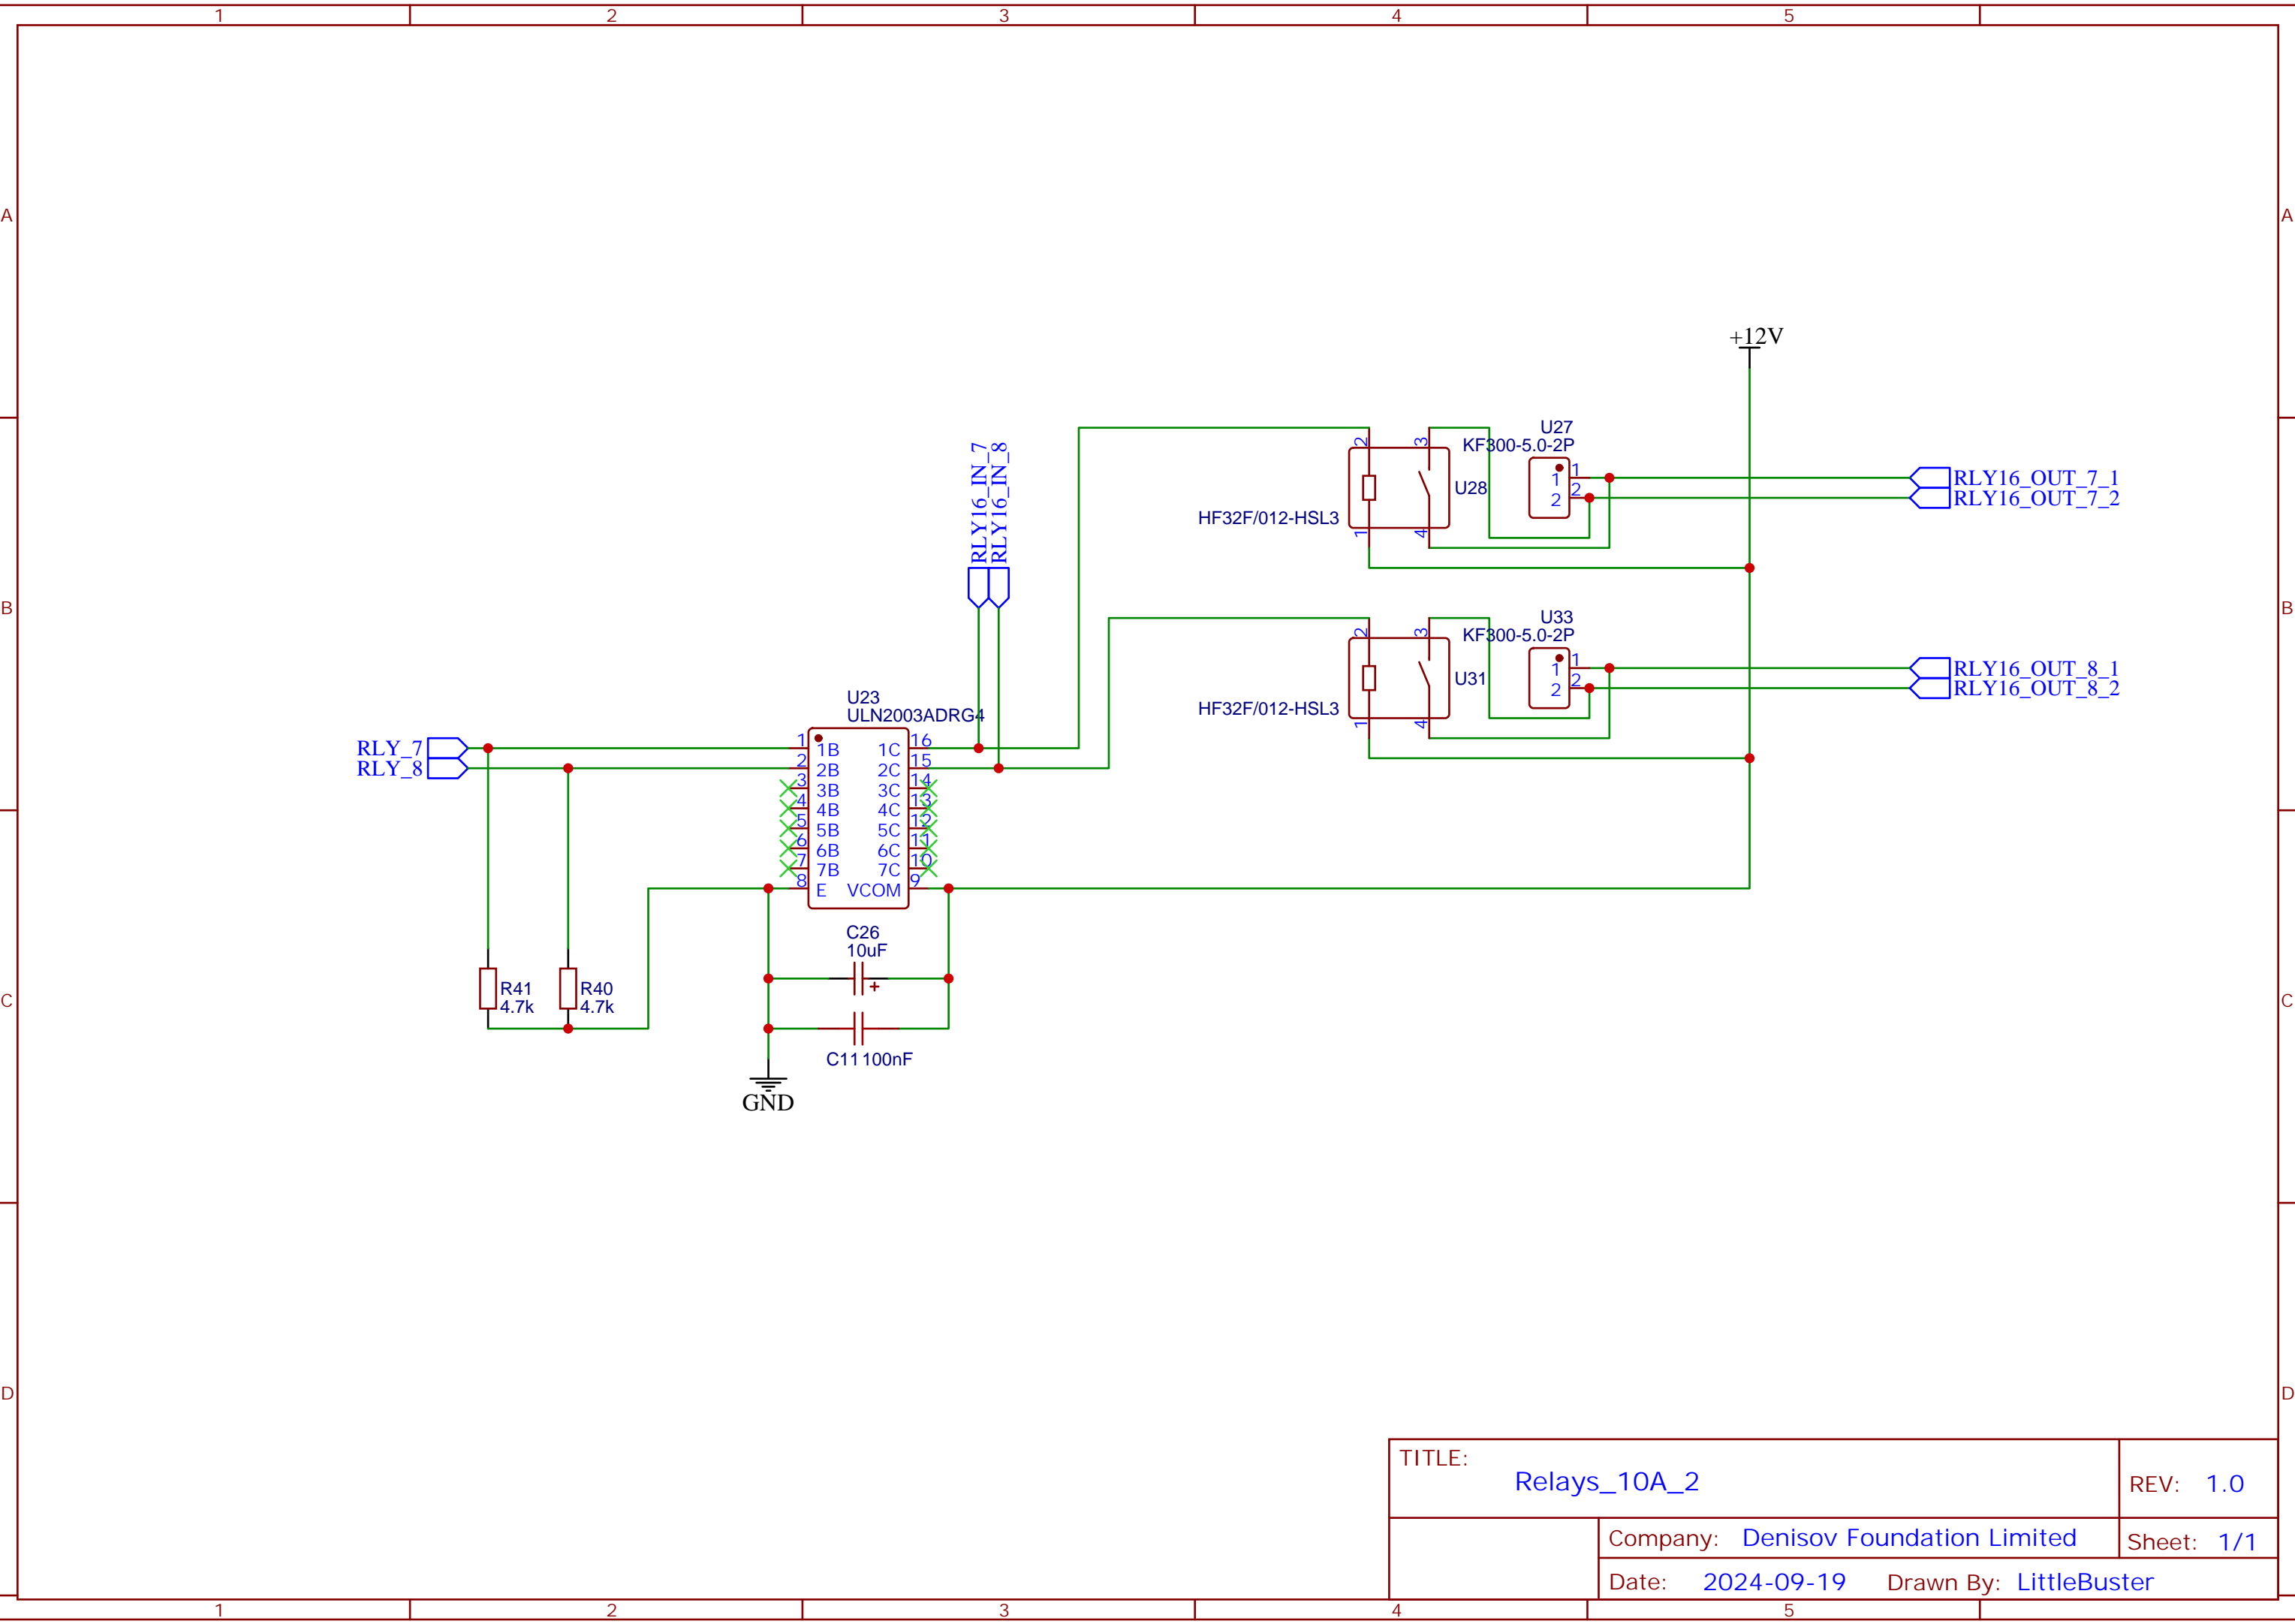 1 2 3 4 5
A A
B B
C C
D D
+12V
RLY16_IN_7
RLY16_IN_8
U27
KF300-5.0-2P
2 3
1 1
2 2
U28
HF32F/012-HSL3
1 4
RLY16_OUT_7_1
RLY16_OUT_7_2
U33
KF300-5.0-2P
2 3
1 1
2 2
U31
HF32F/012-HSL3
1 4
RLY16_OUT_8_1
RLY16_OUT_8_2
U23
ULN2003ADRG4
RLY_7
RLY_8
1 1B 1C 16
2 2B 2C 15
3 3B 3C 14
4 4B 4C 13
5 5B 5C 12
6 6B 6C 11
7 7B 7C 10
8 E VCOM 9
C26
10uF
+
R41
4.7k
R40
4.7k
C11 100nF
GND
TITLE:
Relays_10A_2
REV: 1.0
Company: Denisov Foundation Limited
Sheet: 1/1
Date: 2024-09-19 Drawn By: LittleBuster
1 2 3 4 5